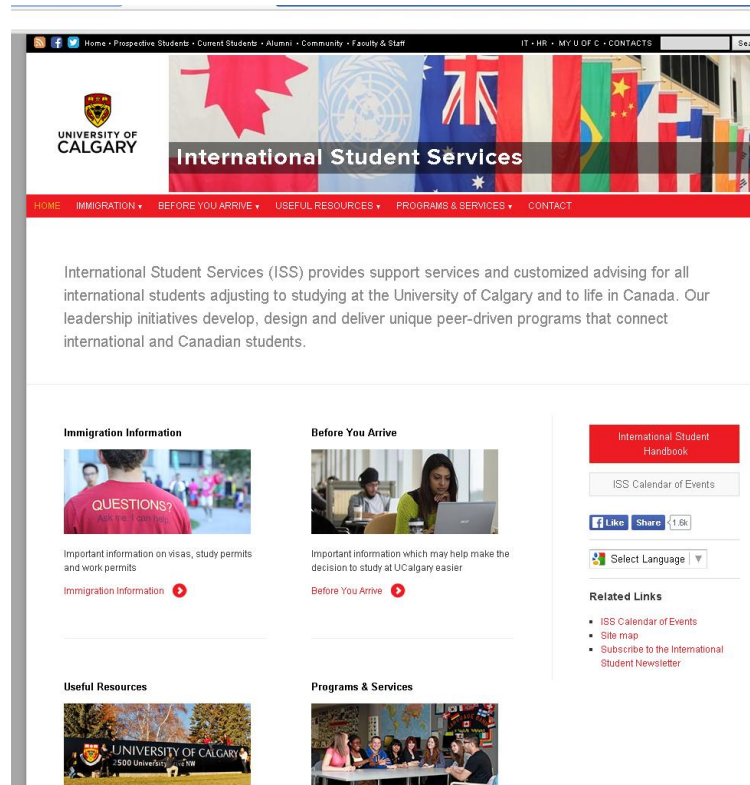 Home • Prospective Students • Current Students • Alumni • Community • Faculty & Staff
IT • HR • MY U OF C • CONTACTS
UNIVERSITY OF
CALGARY
International Student Services
HOME IMMIGRATION ▾ BEFORE YOU ARRIVE ▾ USEFUL RESOURCES ▾ PROGRAMS & SERVICES ▾ CONTACT
International Student Services (ISS) provides support services and customized advising for all
international students adjusting to studying at the University of Calgary and to life in Canada. Our
leadership initiatives develop, design and deliver unique peer-driven programs that connect
international and Canadian students.
Immigration Information
QUESTIONS?
Ask me. I can help.
Important information on visas, study permits
and work permits
Immigration Information
Before You Arrive
acer
Important information which may help make the
decision to study at UCalgary easier
Before You Arrive
International Student
Handbook
ISS Calendar of Events
Like Share 1.6k
Select Language ▼
Related Links
ISS Calendar of Events
Site map
Subscribe to the International
Student Newsletter
Useful Resources
UNIVERSITY OF CALGARY
2500 University Drive NW
Programs & Services